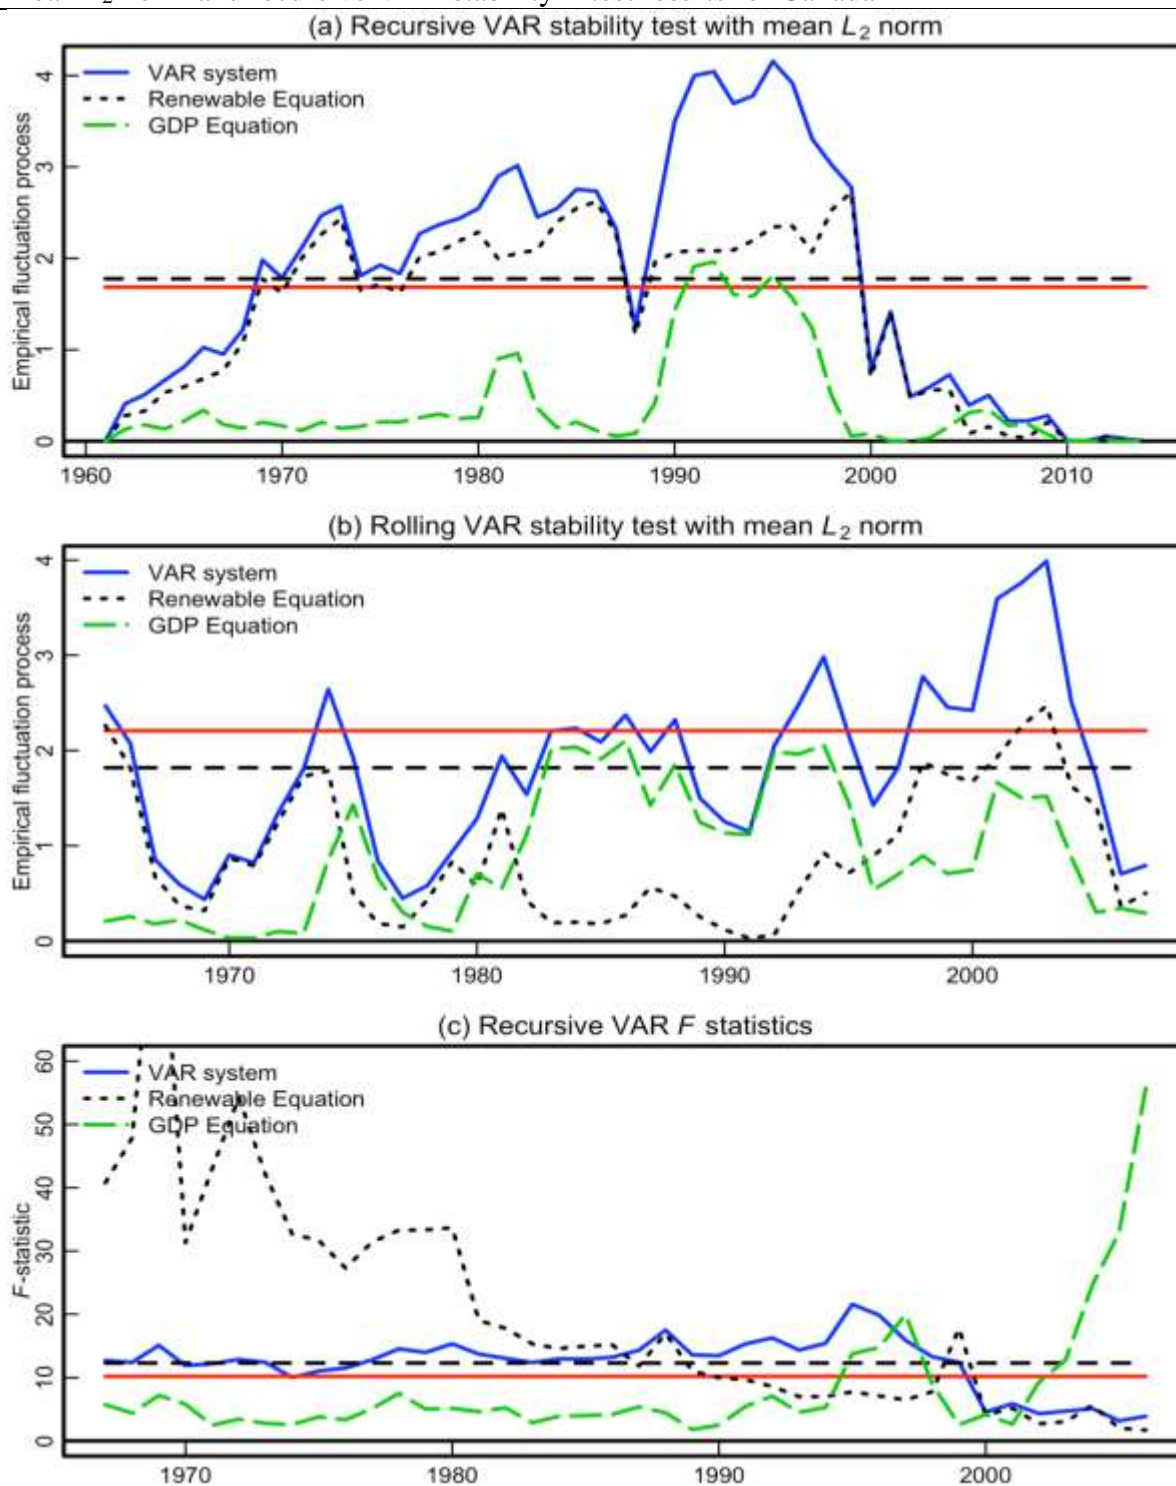 (a) Recursive VAR stability test with mean L2 norm
VAR system
Renewable Equation
GDP Equation
Empirical fluctuation process
4
3
2
1
0
1960 1970 1980 1990 2000 2010
(b) Rolling VAR stability test with mean L2 norm
VAR system
Renewable Equation
GDP Equation
Empirical fluctuation process
4
3
2
1
0
1970 1980 1990 2000
(c) Recursive VAR F statistics
VAR system
Renewable Equation
GDP Equation
F-statistic
60
50
40
30
20
10
0
1970 1980 1990 2000